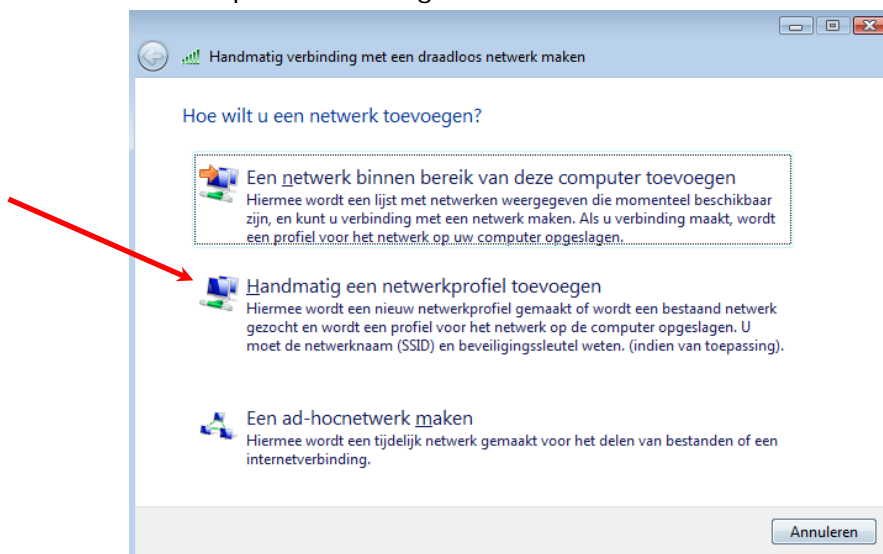 Handmatig verbinding met een draadloos netwerk maken
Hoe wilt u een netwerk toevoegen?
Een netwerk binnen bereik van deze computer toevoegen
Hiermee wordt een lijst met netwerken weergegeven die momenteel beschikbaar
zijn, en kunt u verbinding met een netwerk maken. Als u verbinding maakt, wordt
een profiel voor het netwerk op uw computer opgeslagen.
Handmatig een netwerkprofiel toevoegen
Hiermee wordt een nieuw netwerkprofiel gemaakt of wordt een bestaand netwerk
gezocht en wordt een profiel voor het netwerk op de computer opgeslagen. U
moet de netwerknaam (SSID) en beveiligingssleutel weten. (indien van toepassing).
Een ad-hocnetwerk maken
Hiermee wordt een tijdelijk netwerk gemaakt voor het delen van bestanden of een
internetverbinding.
Annuleren